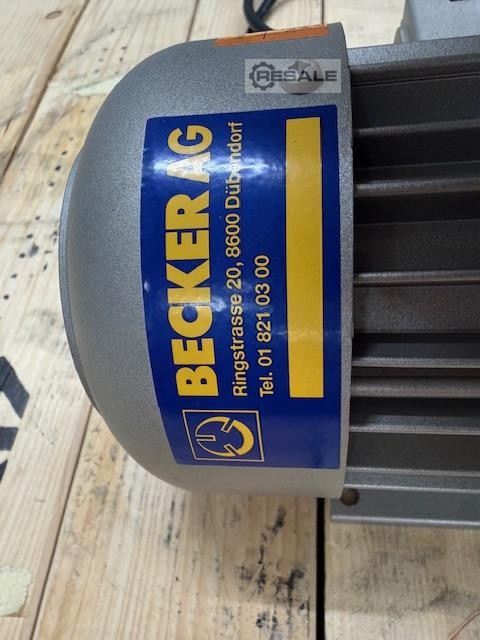 RESALE
BECKER AG
Ringstrasse 20, 8600 Dübendorf
Tel. 01 821 03 00